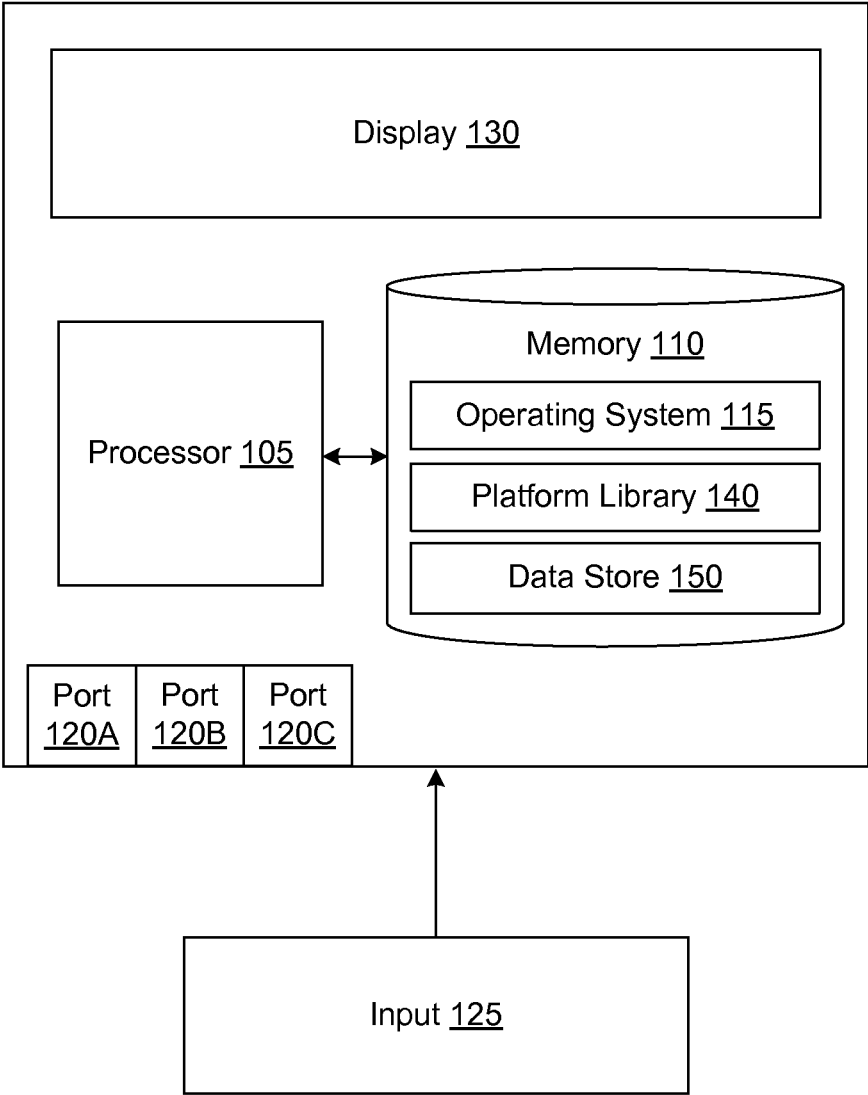 Display 130
Memory 110
Operating System 115
Processor 105
Platform Library 140
Data Store 150
Port
120A
Port
120B
Port
120C
Input 125